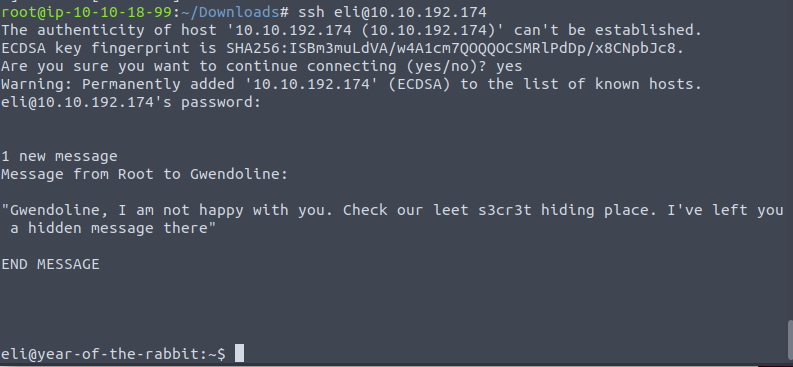 root@ip-10-10-18-99:~/Downloads# ssh eli@10.10.192.174
The authenticity of host '10.10.192.174 (10.10.192.174)' can't be established.
ECDSA key fingerprint is SHA256:ISBm3muLdVA/w4A1cm7QOQQOCSMRlPdDp/x8CNpbJc8.
Are you sure you want to continue connecting (yes/no)? yes
Warning: Permanently added '10.10.192.174' (ECDSA) to the list of known hosts.
eli@10.10.192.174's password:
1 new message
Message from Root to Gwendoline:
"Gwendoline, I am not happy with you. Check our leet s3cr3t hiding place. I've left you
a hidden message there"
END MESSAGE
eli@year-of-the-rabbit:~$